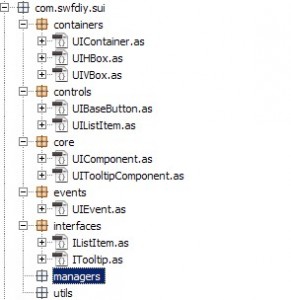 com.swfdiy.sui
containers
UIContainer.as
UIHBox.as
UIVBox.as
controls
UIBaseButton.as
UIListItem.as
core
UIComponent.as
UITooltipComponent.as
events
UIEvent.as
interfaces
IListItem.as
ITooltip.as
managers
utils